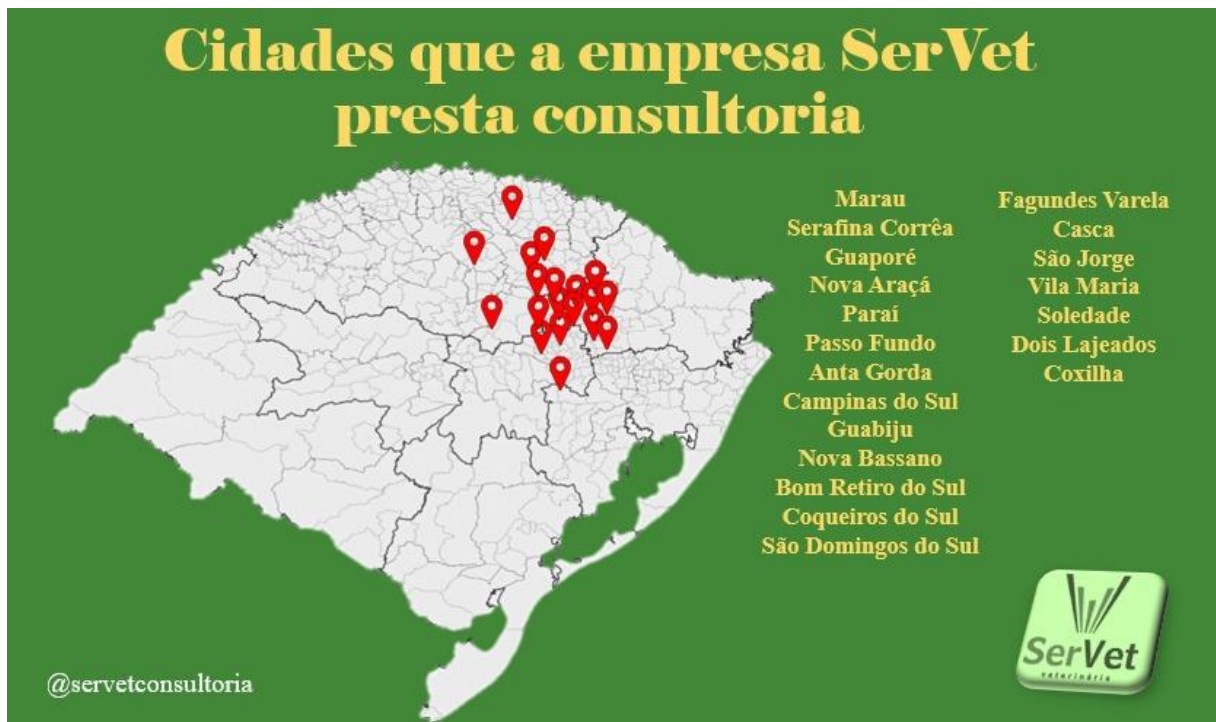 Cidades que a empresa SerVet
presta consultoria
Marau
Serafina Corrêa
Guaporé
Nova Araçá
Paraí
Passo Fundo
Anta Gorda
Campinas do Sul
Guabiju
Nova Bassano
Bom Retiro do Sul
Coqueiros do Sul
São Domingos do Sul
Fagundes Varela
Casca
São Jorge
Vila Maria
Soledade
Dois Lajeados
Coxilha
@servetconsultoria
SerVet
veterinária